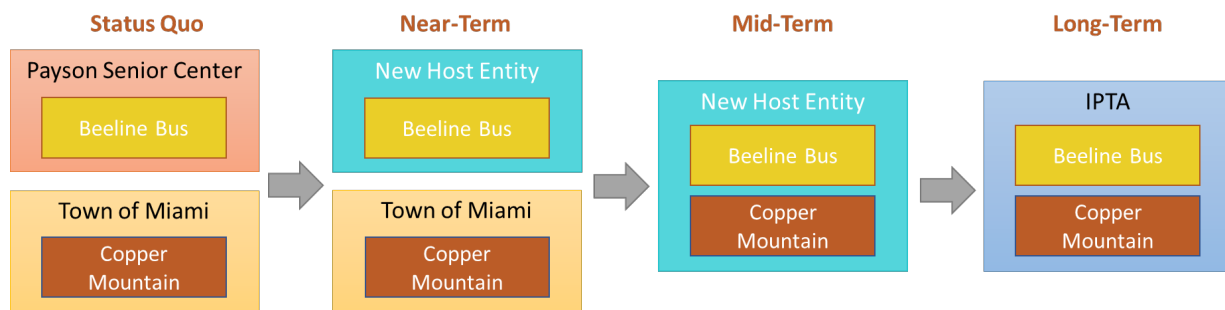 Status Quo
Payson Senior Center
Beeline Bus
Town of Miami
Copper
Mountain
Near-Term
New Host Entity
Beeline Bus
Town of Miami
Copper
Mountain
Mid-Term
New Host Entity
Beeline Bus
Copper
Mountain
Long-Term
IPTA
Beeline Bus
Copper
Mountain